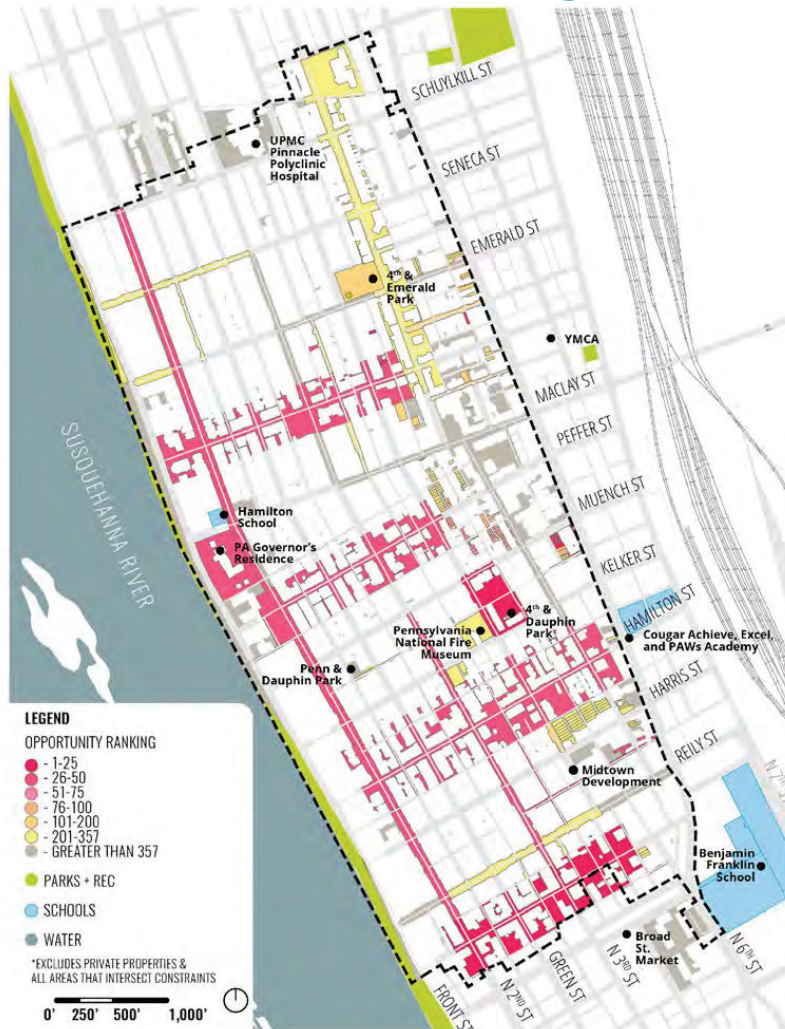 SCHUYLKILL ST
UPMC
Pinnacle
Polyclinic
Hospital
SENECA ST
EMERALD ST
4th &
Emerald
Park
YMCA
MACLAY ST
PEFFER ST
SUSQUEHANNA RIVER
MUENCH ST
Hamilton
School
PA Governor's
Residence
KELKER ST
HAMILTON ST
4th &
Dauphin
Park
Pennsylvania
National Fire
Museum
Cougar Achieve, Excel,
and PAWs Academy
Penn &
Dauphin Park
HARRIS ST
REILY ST
Midtown
Development
N 7TH ST
Benjamin
Franklin
School
Broad
St.
Market
N 6TH ST
N 3RD ST
GREEN ST
N 2ND ST
FRONT ST
LEGEND
OPPORTUNITY RANKING
- 1-25
- 26-50
- 51-75
- 76-100
- 101-200
- 201-357
- GREATER THAN 357
PARKS + REC
SCHOOLS
WATER
*EXCLUDES PRIVATE PROPERTIES &
ALL AREAS THAT INTERSECT CONSTRAINTS
0' 250' 500' 1,000'